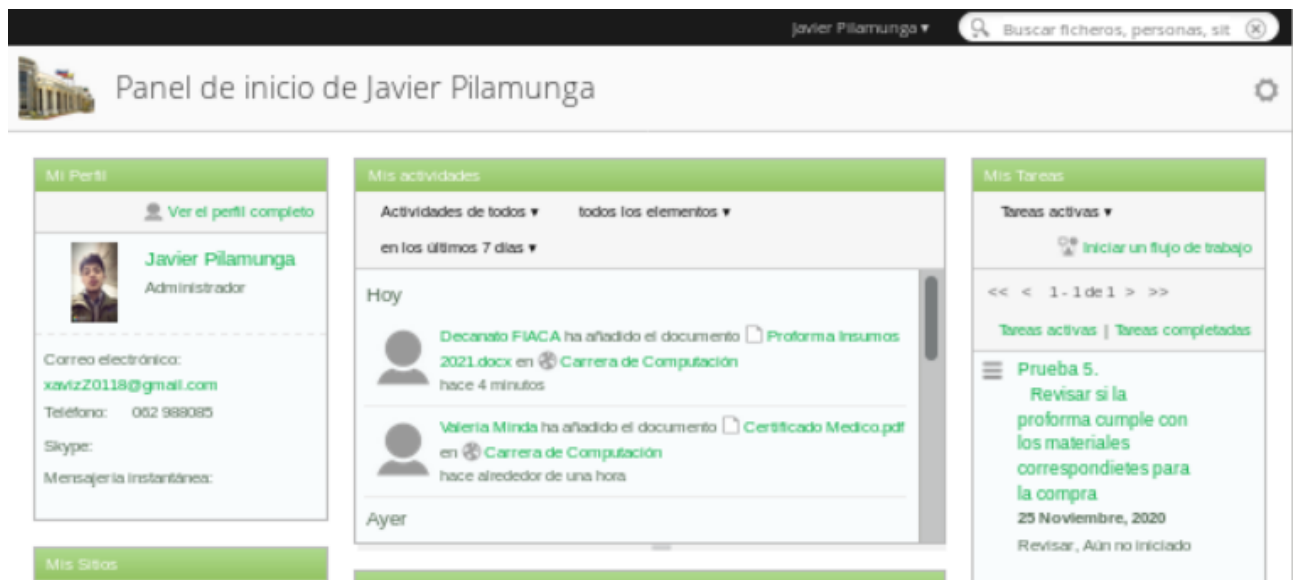 Javier Pilamunga ▾
Buscar ficheros, personas, sit
Panel de inicio de Javier Pilamunga
Mi Perfil
Ver el perfil completo
Javier Pilamunga
Administrador
Correo electrónico:
xavizZ0118@gmail.com
Teléfono: 062 988085
Skype:
Mensajería instantánea:
Mis Sitios
Mis actividades
Actividades de todos ▾ todos los elementos ▾
en los últimos 7 días ▾
Hoy
Decanato FIACA ha añadido el documento Proforma Insumos
2021.docx en Carrera de Computación
hace 4 minutos
Valeria Minda ha añadido el documento Certificado Medico.pdf
en Carrera de Computación
hace alrededor de una hora
Ayer
Mis Tareas
Tareas activas ▾
Iniciar un flujo de trabajo
<< < 1 - 1 de 1 > >>
Tareas activas | Tareas completadas
Prueba 5.
Revisar si la
proforma cumple con
los materiales
correspondietes para
la compra
25 Noviembre, 2020
Revisar, Aún no iniciado